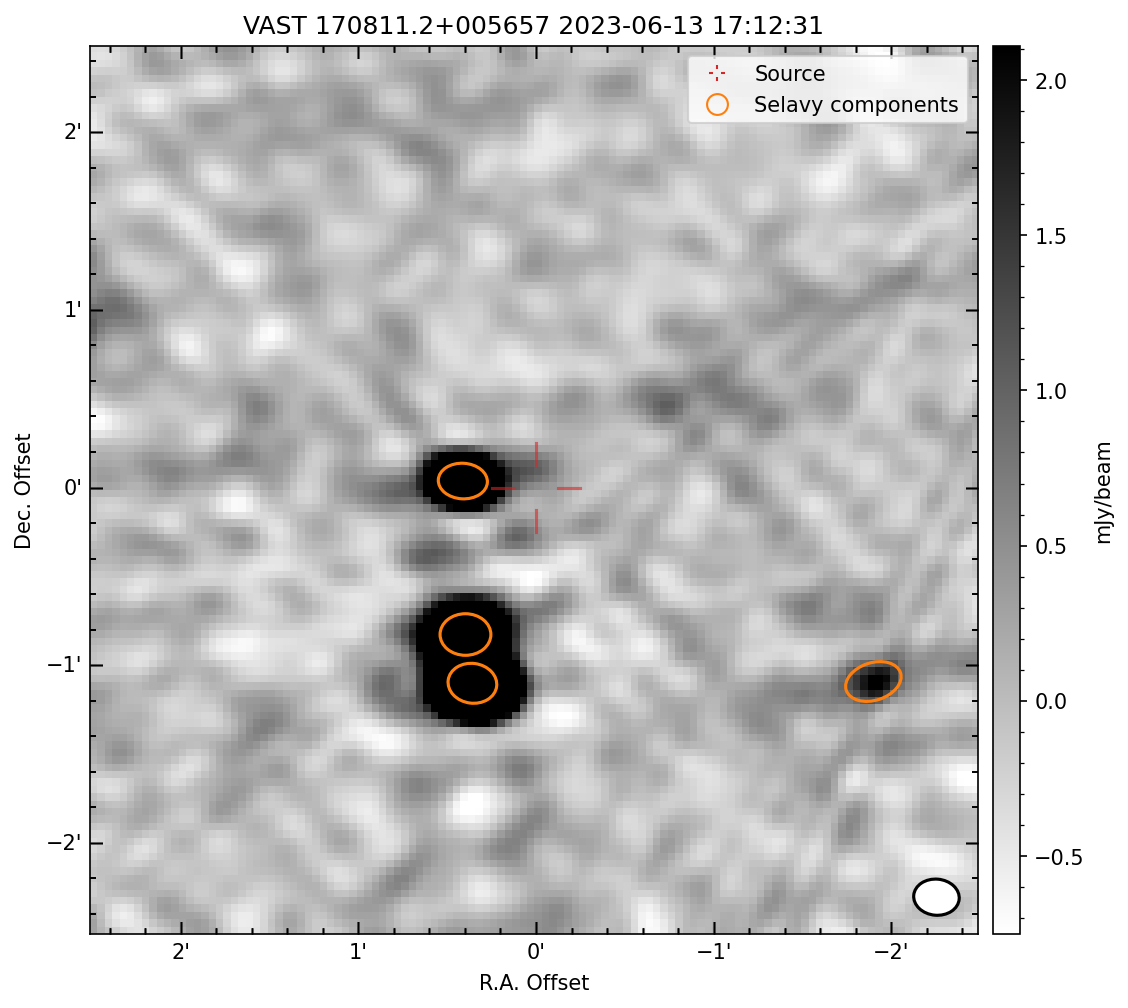 VAST 170811.2+005657 2023-06-13 17:12:31
Source
Selavy components
2'
1'
0'
−1'
−2'
Dec. Offset
2'
1'
0'
−1'
−2'
R.A. Offset
2.0
1.5
1.0
0.5
0.0
−0.5
mJy/beam